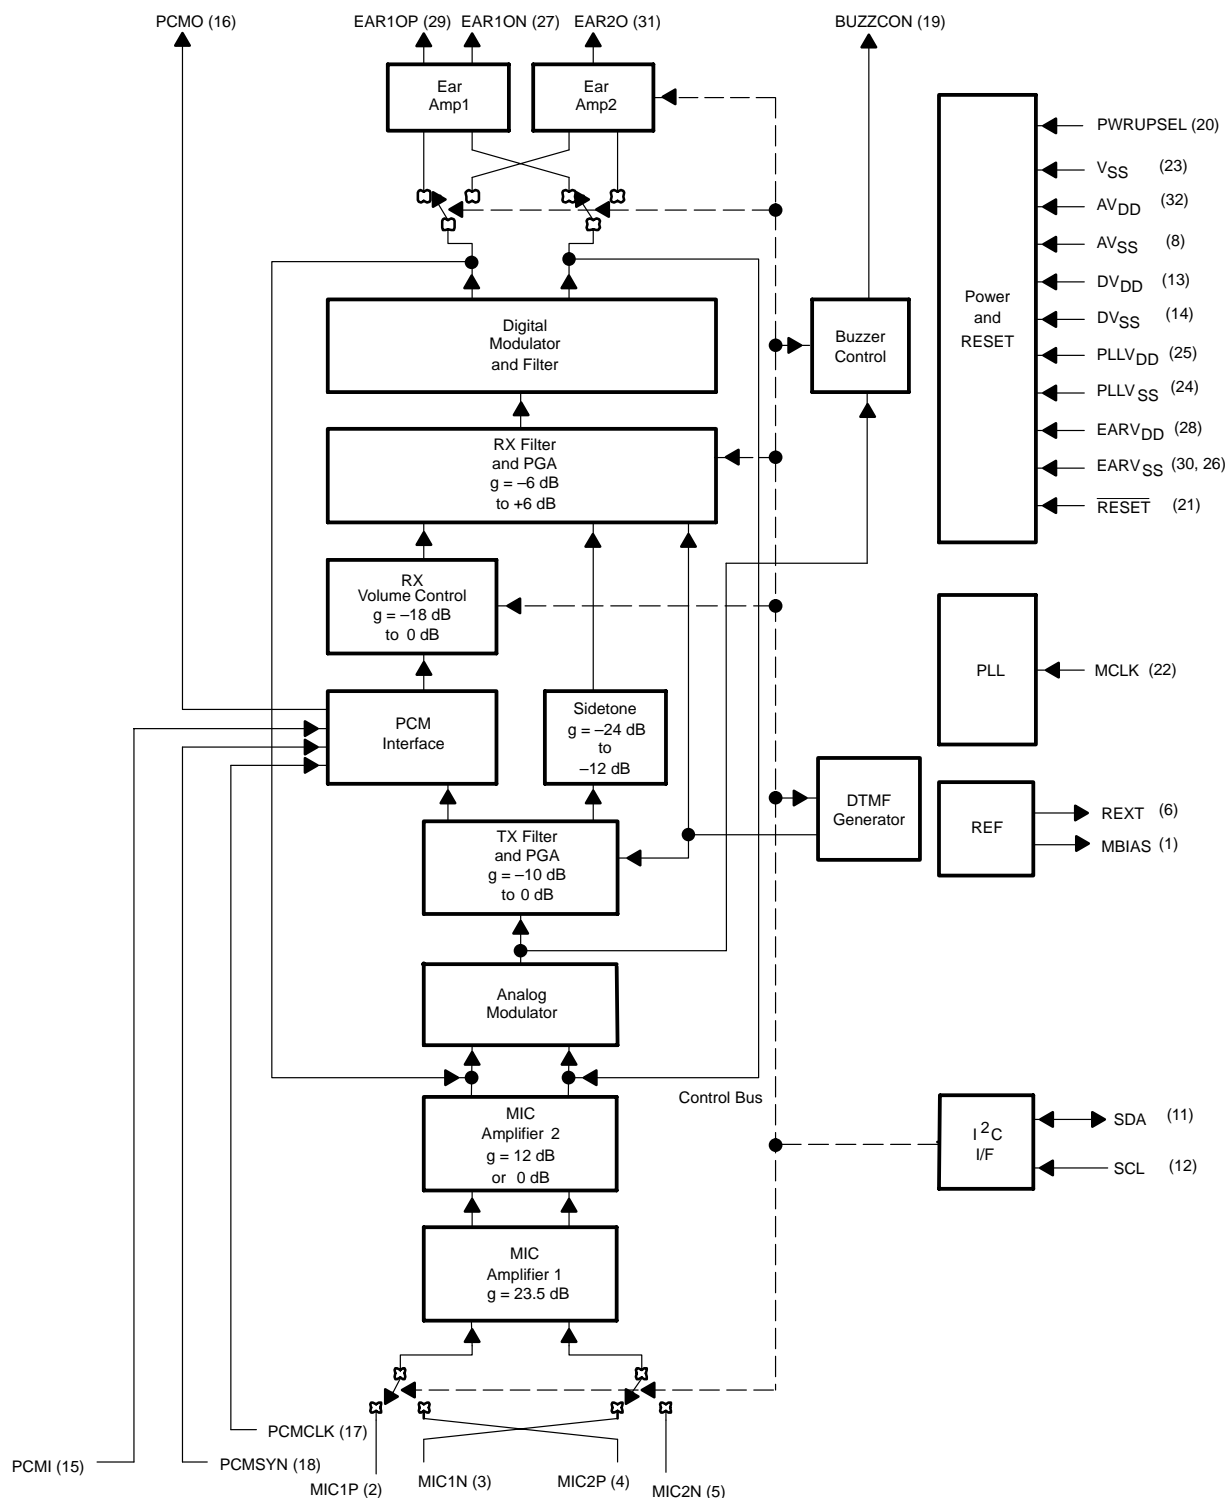 PCMO (16)
EAR1OP (29)
EAR1ON (27)
EAR2O (31)
BUZZCON (19)
Ear
Amp1
Ear
Amp2
PWRUPSEL (20)
VSS (23)
AVDD (32)
AVSS (8)
DVDD (13)
DVSS (14)
PLLVDD (25)
PLLVSS (24)
EARVDD (28)
EARVSS (30, 26)
RESET (21)
Power
and
RESET
Digital
Modulator
and Filter
Buzzer
Control
RX Filter
and PGA
g = –6 dB
to +6 dB
RX
Volume Control
g = –18 dB
to 0 dB
PLL
MCLK (22)
PCM
Interface
Sidetone
g = –24 dB
to
–12 dB
DTMF
Generator
REF
REXT (6)
MBIAS (1)
TX Filter
and PGA
g = –10 dB
to 0 dB
Analog
Modulator
Control Bus
MIC
Amplifier 2
g = 12 dB
or 0 dB
I2C
I/F
SDA (11)
SCL (12)
MIC
Amplifier 1
g = 23.5 dB
PCMCLK (17)
PCMI (15)
PCMSYN (18)
MIC1P (2)
MIC1N (3)
MIC2P (4)
MIC2N (5)